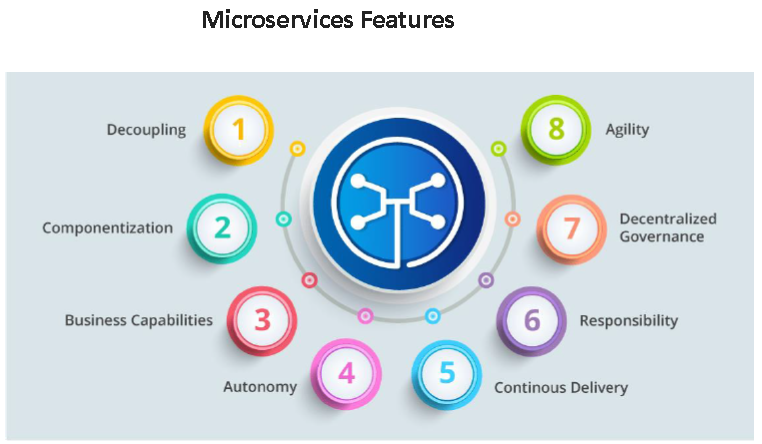 Microservices Features
1
Decoupling
2
Componentization
3
Business Capabilities
4
Autonomy
5
Continous Delivery
6
Responsibility
7
Decentralized
Governance
8
Agility